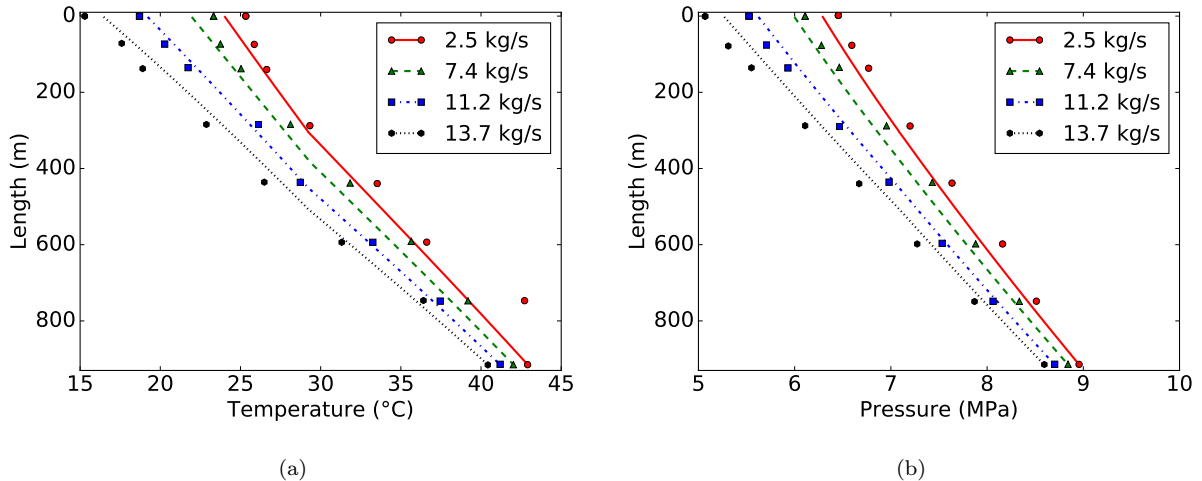 0
200
400
600
800
Length (m)
15 20 25 30 35 40 45
Temperature (°C)
2.5 kg/s
7.4 kg/s
11.2 kg/s
13.7 kg/s
(a)
0
200
400
600
800
Length (m)
5 6 7 8 9 10
Pressure (MPa)
2.5 kg/s
7.4 kg/s
11.2 kg/s
13.7 kg/s
(b)